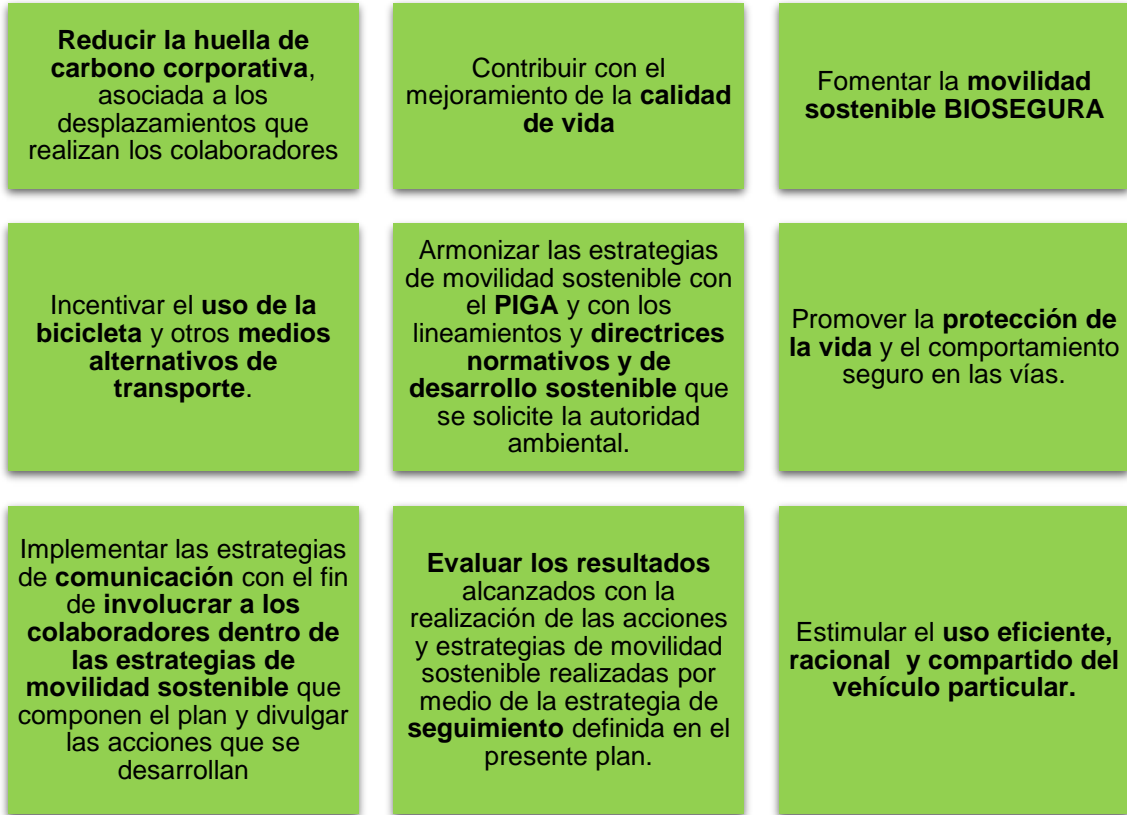 Reducir la huella de
carbono corporativa,
asociada a los
desplazamientos que
realizan los colaboradores
Contribuir con el
mejoramiento de la calidad
de vida
Fomentar la movilidad
sostenible BIOSEGURA
Incentivar el uso de la
bicicleta y otros medios
alternativos de
transporte.
Armonizar las estrategias
de movilidad sostenible con
el PIGA y con los
lineamientos y directrices
normativos y de
desarrollo sostenible que
se solicite la autoridad
ambiental.
Promover la protección de
la vida y el comportamiento
seguro en las vías.
Implementar las estrategias
de comunicación con el fin
de involucrar a los
colaboradores dentro de
las estrategias de
movilidad sostenible que
componen el plan y divulgar
las acciones que se
desarrollan
Evaluar los resultados
alcanzados con la
realización de las acciones
y estrategias de movilidad
sostenible realizadas por
medio de la estrategia de
seguimiento definida en el
presente plan.
Estimular el uso eficiente,
racional  y compartido del
vehículo particular.